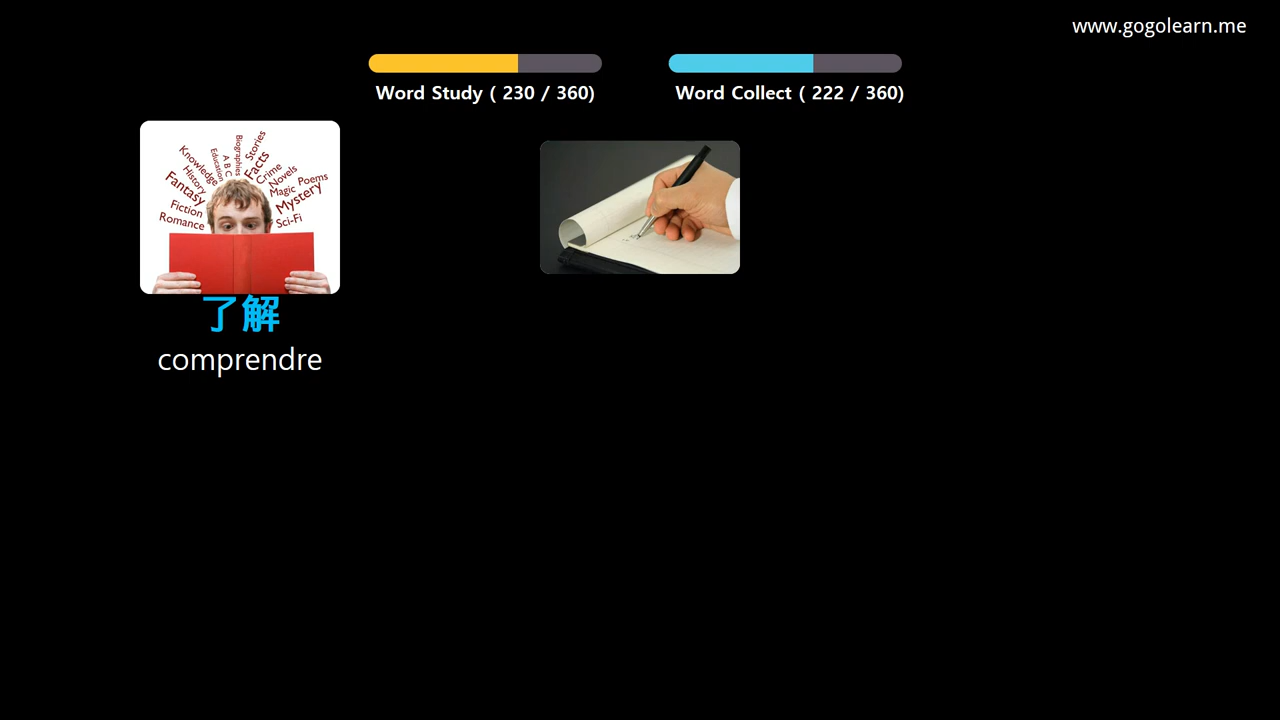 www.gogolearn.me
Word Study ( 230 / 360)
Word Collect ( 222 / 360)
Biographies
Stories
A B C
Facts
Education
Crime
Knowledge
Novels
History
Magic
Poems
Fantasy
Mystery
Fiction
Romance
Sci-Fi
了解
comprendre